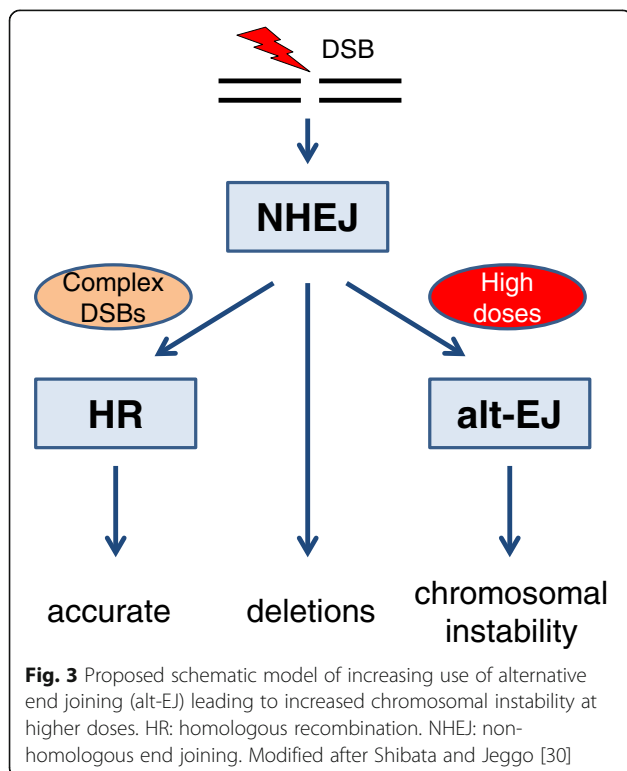 DSB
NHEJ
Complex
DSBs
High
doses
HR
alt-EJ
accurate
deletions
chromosomal
instability
Fig. 3 Proposed schematic model of increasing use of alternative
end joining (alt-EJ) leading to increased chromosomal instability at
higher doses. HR: homologous recombination. NHEJ: non-
homologous end joining. Modified after Shibata and Jeggo [30]